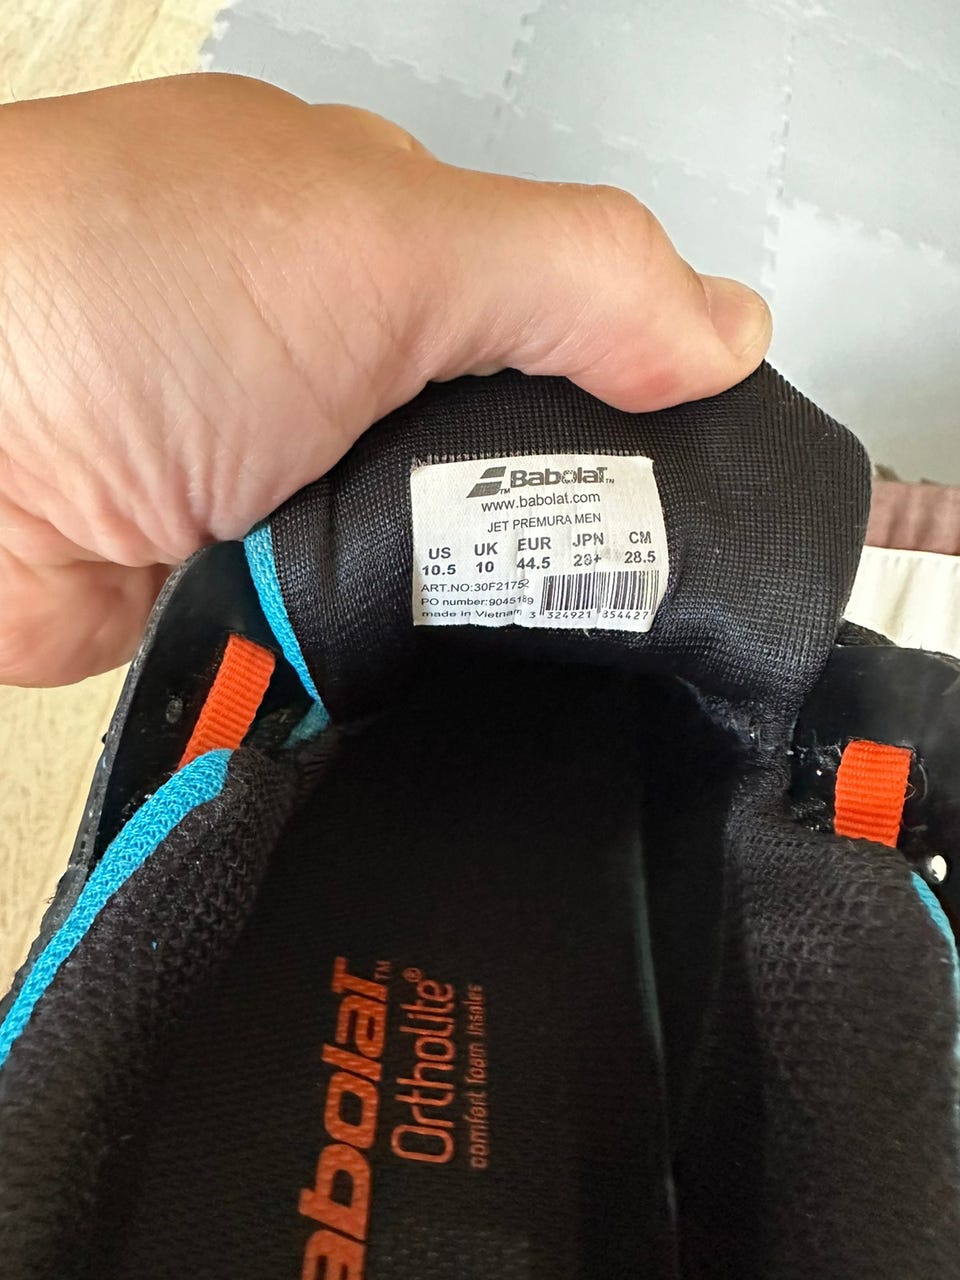 Babolat™
www.babolat.com
JET PREMURA MEN
US UK EUR JPN CM
10.5 10 44.5 28.5
ART.NO:30F21752
PO number:9045189
made in Vietnam 3 324921 854427
Babolat™
Ortholite®
comfort foam insoles